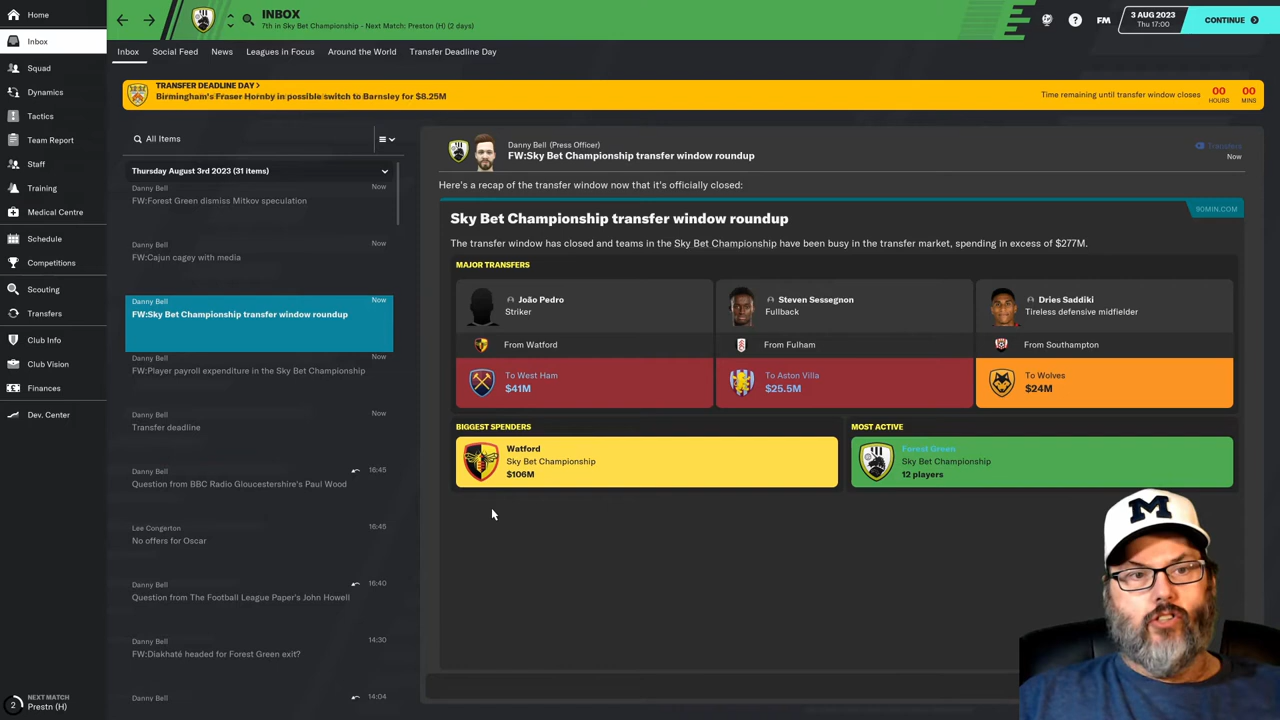 Home
Inbox
Squad
Dynamics
Tactics
Team Report
Staff
Training
Medical Centre
Schedule
Competitions
Scouting
Transfers
Club Info
Club Vision
Finances
Dev. Center
2
NEXT MATCH
Prestn (H)
INBOX
7th in Sky Bet Championship - Next Match: Preston (H) (2 days)
?
FM
3 AUG 2023
Thu 17:00
CONTINUE
Inbox
Social Feed
News
Leagues in Focus
Around the World
Transfer Deadline Day
TRANSFER DEADLINE DAY >
Birmingham's Fraser Hornby in possible switch to Barnsley for $8.25M
Time remaining until transfer window closes
00
HOURS
00
MINS
All Items
Thursday August 3rd 2023 (31 items)
Danny Bell
Now
FW:Forest Green dismiss Mitkov speculation
Danny Bell
Now
FW:Cajun cagey with media
Danny Bell
Now
FW:Sky Bet Championship transfer window roundup
Danny Bell
Now
FW:Player payroll expenditure in the Sky Bet Championship
Danny Bell
Now
Transfer deadline
Danny Bell
16:45
Question from BBC Radio Gloucestershire's Paul Wood
Lee Congerton
16:45
No offers for Oscar
Danny Bell
16:40
Question from The Football League Paper's John Howell
Danny Bell
14:30
FW:Diakhaté headed for Forest Green exit?
Danny Bell
14:04
Danny Bell (Press Officer)
FW:Sky Bet Championship transfer window roundup
Transfers
Now
Here's a recap of the transfer window now that it's officially closed:
90MIN.COM
Sky Bet Championship transfer window roundup
The transfer window has closed and teams in the Sky Bet Championship have been busy in the transfer market, spending in excess of $277M.
MAJOR TRANSFERS
João Pedro
Striker
From Watford
To West Ham
$41M
Steven Sessegnon
Fullback
From Fulham
To Aston Villa
$25.5M
Dries Saddiki
Tireless defensive midfielder
From Southampton
To Wolves
$24M
BIGGEST SPENDERS
Watford
Sky Bet Championship
$106M
MOST ACTIVE
Forest Green
Sky Bet Championship
12 players
M